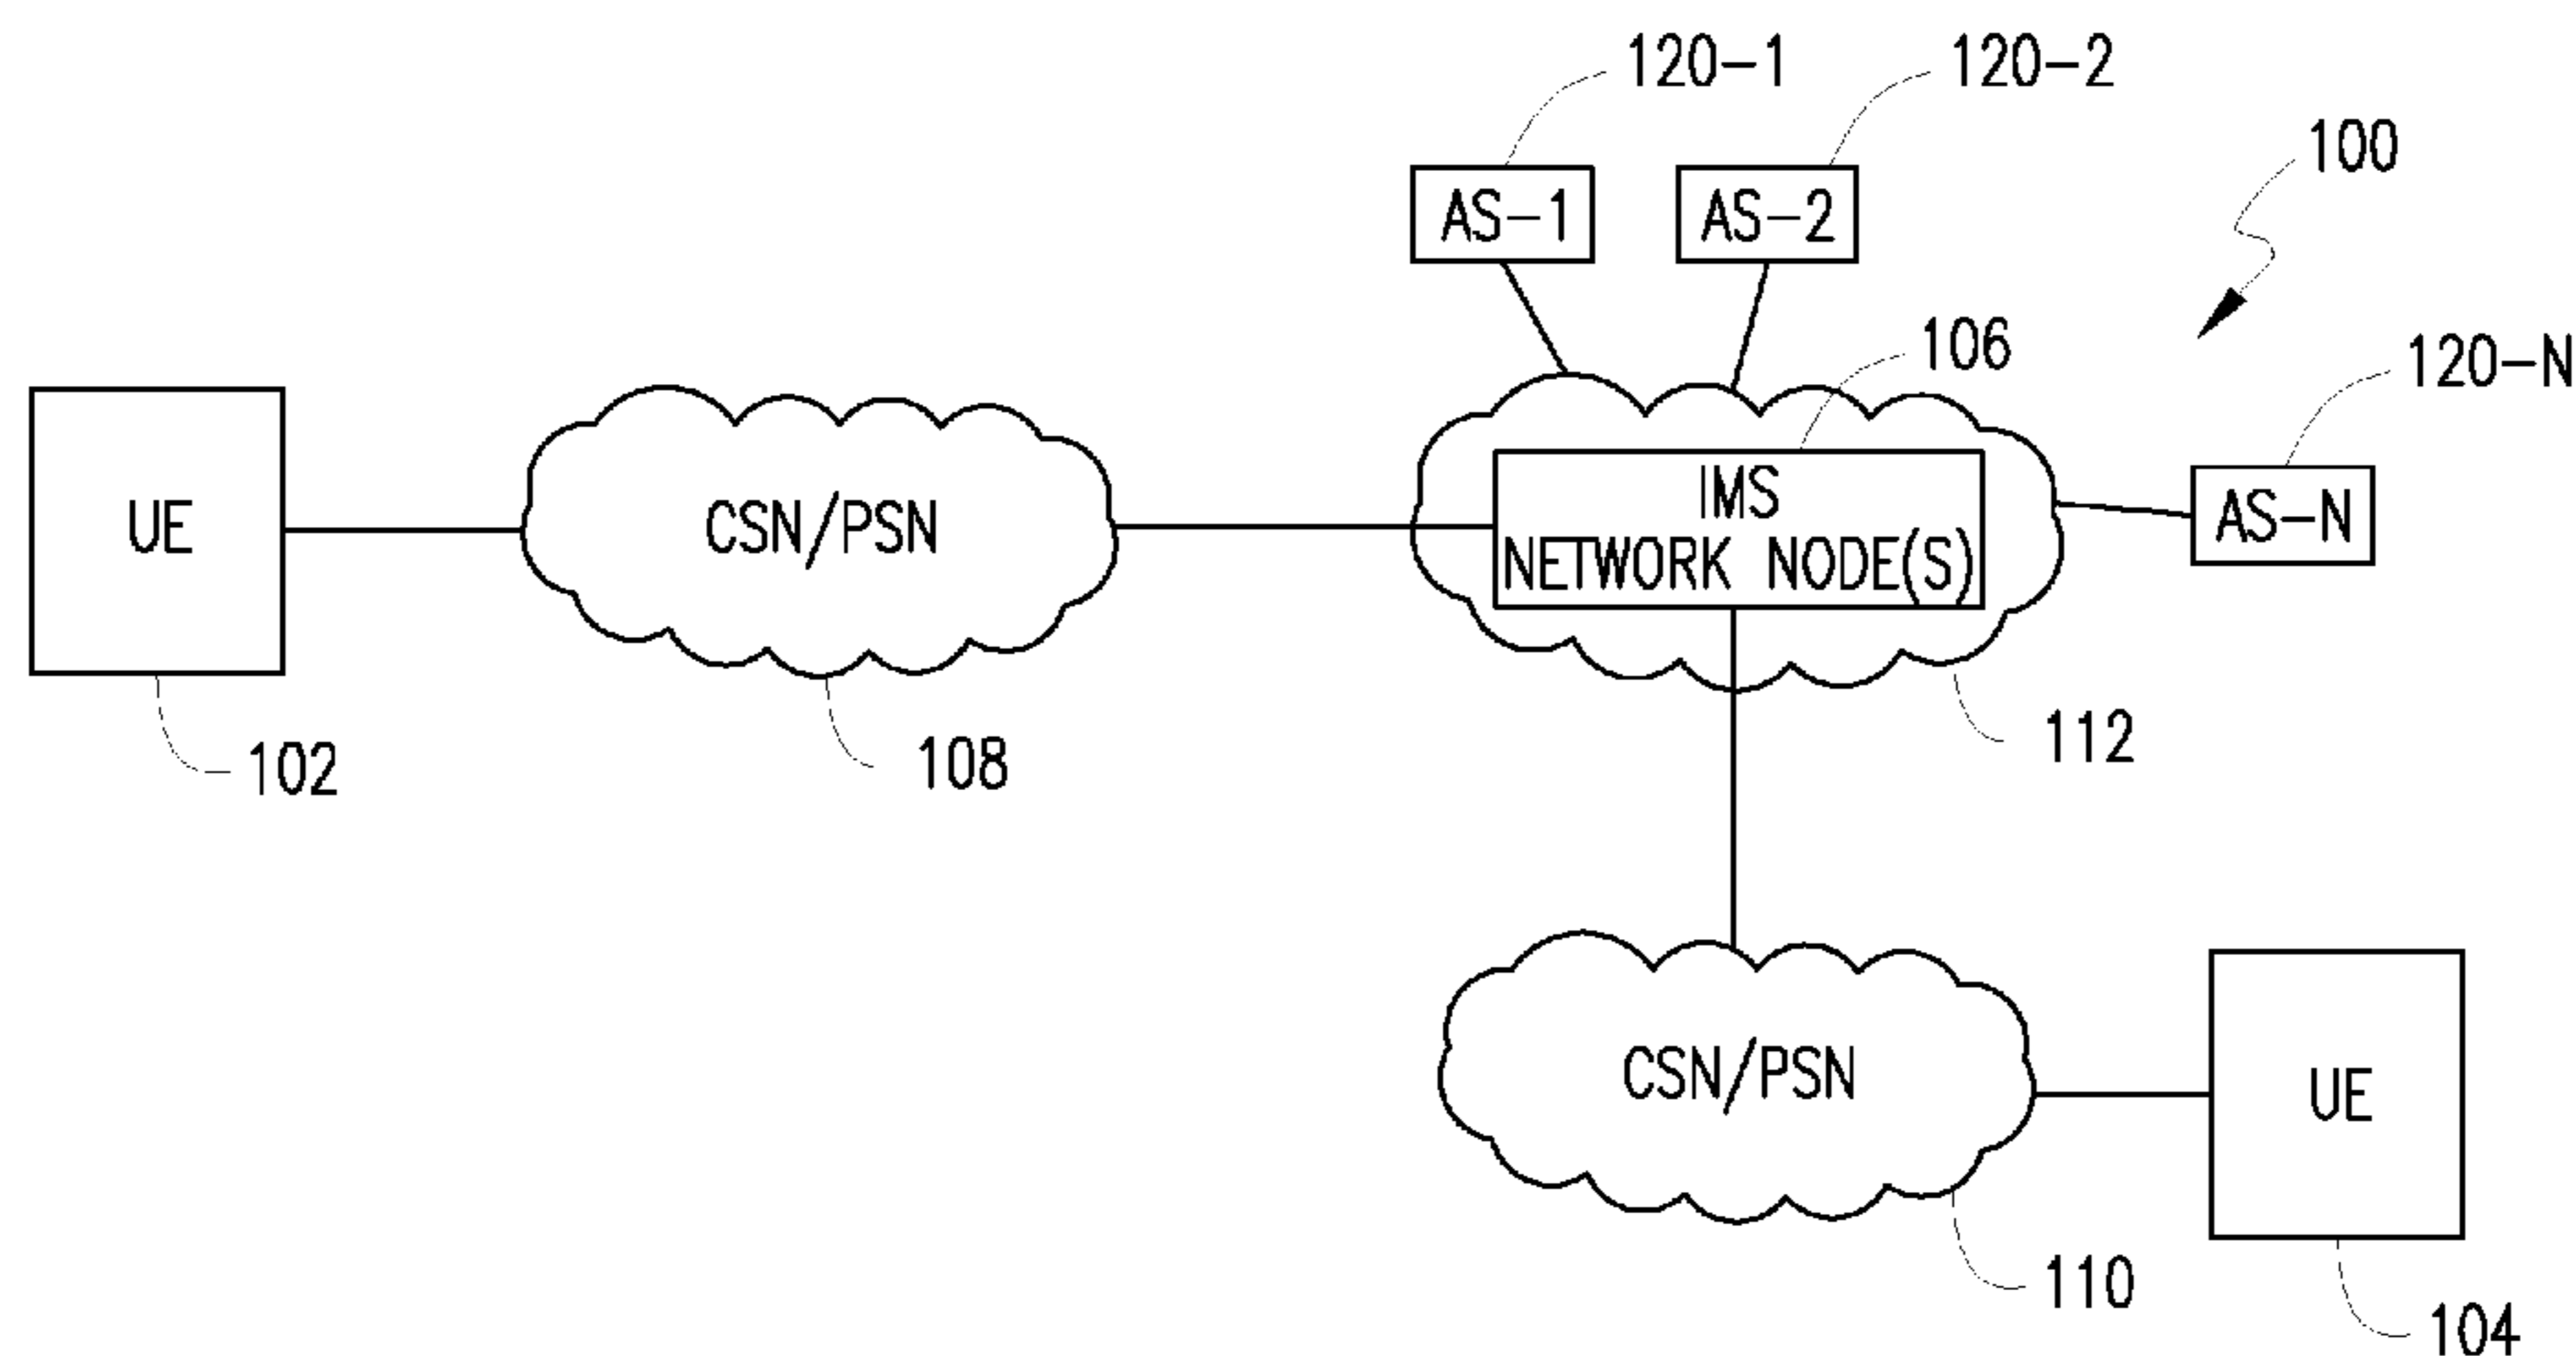 120-1
120-2
100
AS-1
AS-2
106
120-N
UE
CSN/PSN
IMS
NETWORK NODE(S)
AS-N
102
108
112
CSN/PSN
UE
110
104